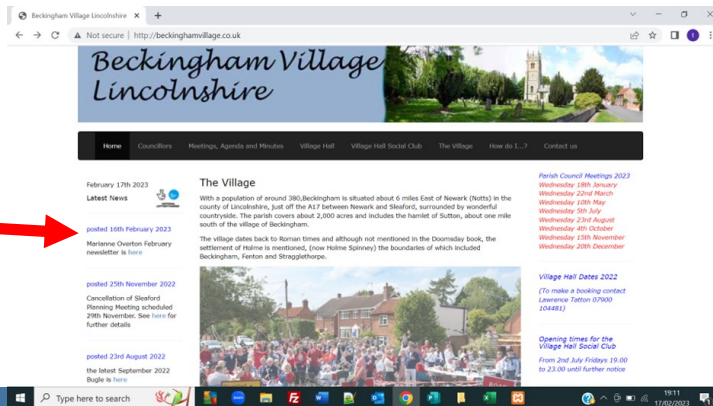 Beckingham Village Lincolnshire
Not secure | http://beckinghamvillage.co.uk
Beckingham Village
Lincolnshire
Home Councillors Meetings, Agenda and Minutes Village Hall Village Hall Social Club The Village How do I...? Contact us
February 17th 2023
Latest News
posted 16th February 2023
Marianne Overton February
newsletter is here
posted 25th November 2022
Cancellation of Sleaford
Planning Meeting scheduled
29th November. See here for
further details
posted 23rd August 2022
the latest September 2022
Bugle is here
The Village
With a population of around 380,Beckingham is situated about 6 miles East of Newark (Notts) in the
county of Lincolnshire, just off the A17 between Newark and Sleaford, surrounded by wonderful
countryside. The parish covers about 2,000 acres and includes the hamlet of Sutton, about one mile
south of the village of Beckingham.
The village dates back to Roman times and although not mentioned in the Doomsday book, the
settlement of Holme is mentioned, (now Holme Spinney) the boundaries of which included
Beckingham, Fenton and Stragglethorpe.
Parish Council Meetings 2023
Wednesday 18th January
Wednesday 22nd March
Wednesday 10th May
Wednesday 5th July
Wednesday 23rd August
Wednesday 4th October
Wednesday 15th November
Wednesday 20th December
Village Hall Dates 2022
(To make a booking contact
Lawrence Tatton 07900
104481)
Opening times for the
Village Hall Social Club
From 2nd July Fridays 19.00
to 23.00 until further notice
Type here to search
19:11
17/02/2023